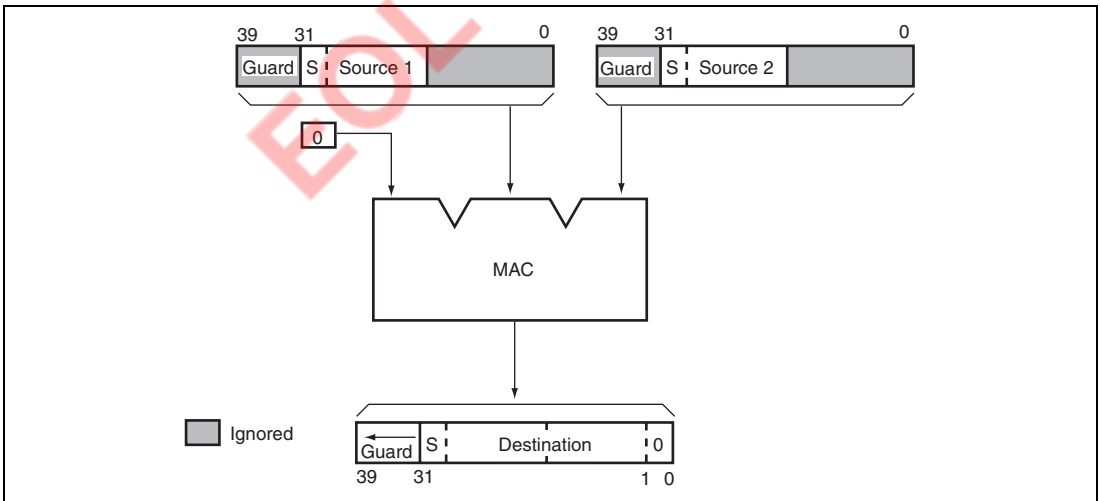 39 31 0
Guard S Source 1
39 31 0
Guard S Source 2
0
MAC
Ignored
Guard S Destination 0
39 31 1 0
EOL